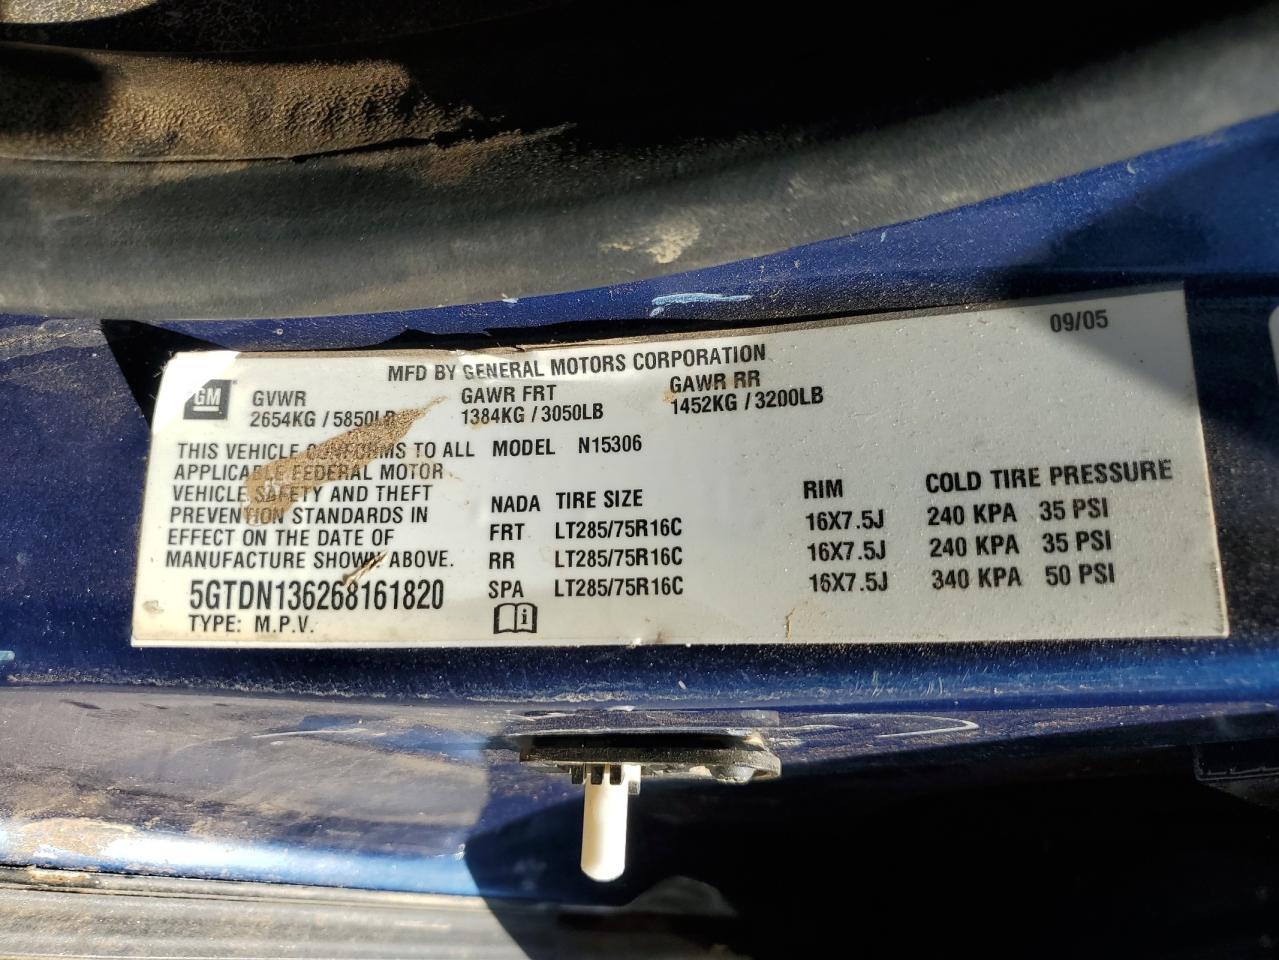 09/05
MFD BY GENERAL MOTORS CORPORATION
GM
GVWR GAWR FRT GAWR RR
2654KG / 5850LB 1384KG / 3050LB 1452KG / 3200LB
THIS VEHICLE CONFORMS TO ALL
APPLICABLE FEDERAL MOTOR
VEHICLE SAFETY AND THEFT
PREVENTION STANDARDS IN
EFFECT ON THE DATE OF
MANUFACTURE SHOWN ABOVE.
5GTDN136268161820
TYPE: M.P.V.
MODEL N15306
NADA TIRE SIZE RIM COLD TIRE PRESSURE
FRT LT285/75R16C 16X7.5J 240 KPA 35 PSI
RR LT285/75R16C 16X7.5J 240 KPA 35 PSI
SPA LT285/75R16C 16X7.5J 340 KPA 50 PSI
i